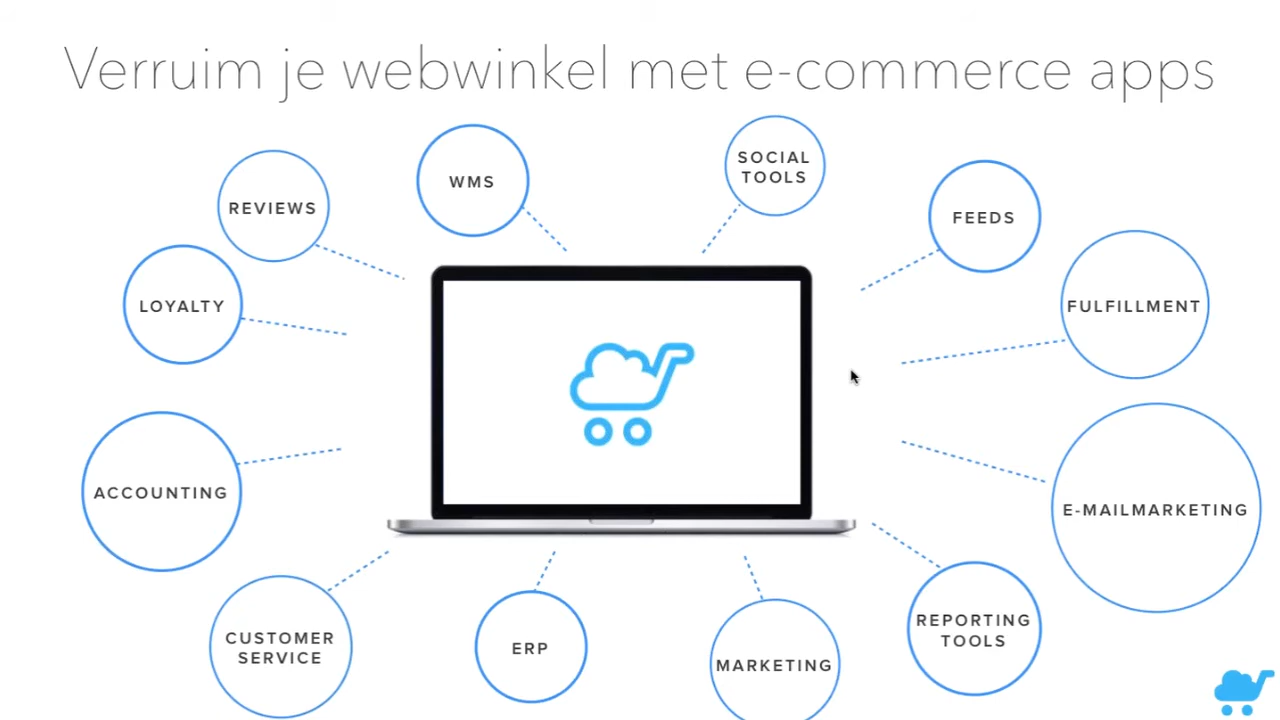 Verruim je webwinkel met e-commerce apps
REVIEWS
WMS
SOCIAL
TOOLS
FEEDS
LOYALTY
FULFILLMENT
ACCOUNTING
E-MAILMARKETING
CUSTOMER
SERVICE
ERP
MARKETING
REPORTING
TOOLS